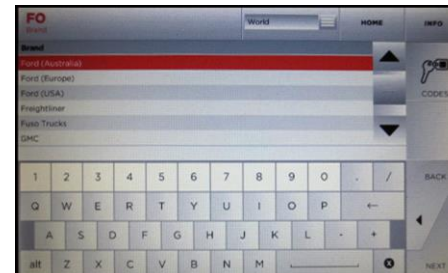 FO
Brand
World
HOME
INFO
Brand
Ford (Australia)
Ford (Europe)
Ford (USA)
Freightliner
Fuso Trucks
GMC
CODES
1 2 3 4 5 6 7 8 9 0 . /
BACK
Q W E R T Y U I O P ←
A S D F G H J K L - +
alt Z X C V B N M
NEXT